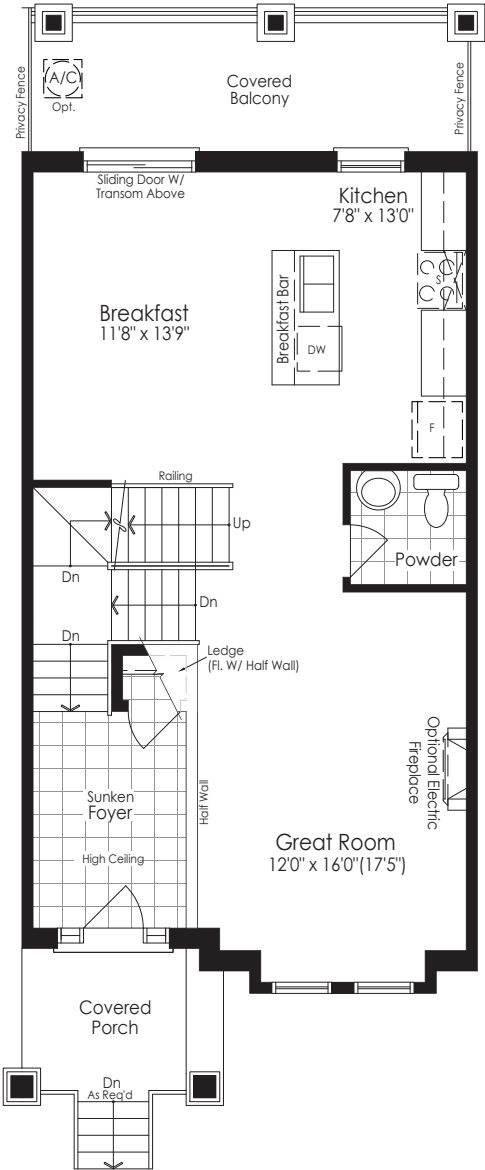 A/C
Opt.
Privacy Fence
Covered
Balcony
Privacy Fence
Sliding Door W/
Transom Above
Kitchen
7'8" x 13'0"
S
Breakfast
11'8" x 13'9"
Breakfast Bar
DW
F
Railing
Up
Dn
Powder
Dn
Dn
Ledge
(Fl. W/ Half Wall)
Optional Electric
Fireplace
Sunken
Foyer
High Ceiling
Half Wall
Great Room
12'0" x 16'0"(17'5")
Covered
Porch
Dn
As Req'd